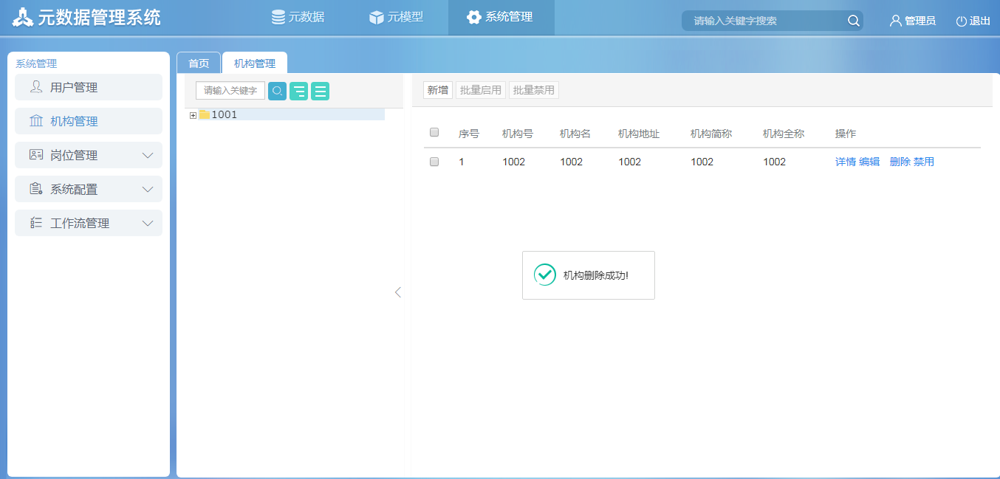 元数据管理系统
元数据
元模型
系统管理
请输入关键字搜索
管理员
退出
系统管理
用户管理
机构管理
岗位管理
系统配置
工作流管理
首页
机构管理
请输入关键字
1001
新增 批量启用 批量禁用
序号 机构号 机构名 机构地址 机构简称 机构全称 操作
1 1002 1002 1002 1002 1002 详情 编辑 删除 禁用
机构删除成功!